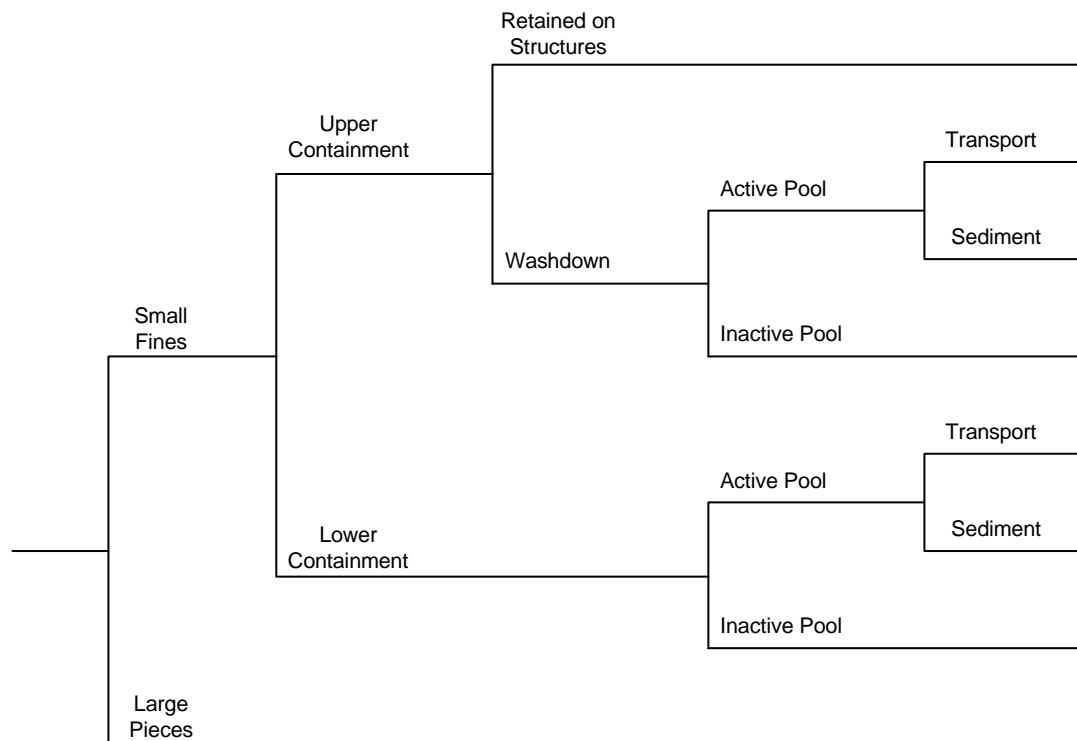 Retained on
Structures
Upper
Containment
Transport
Active Pool
Sediment
Washdown
Small
Fines
Inactive Pool
Transport
Active Pool
Sediment
Lower
Containment
Inactive Pool
Large
Pieces